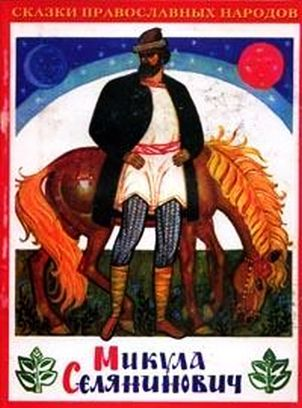 СКАЗКИ ПРАВОСЛАВНЫХ НАРОДОВ
Микула
Селянинович